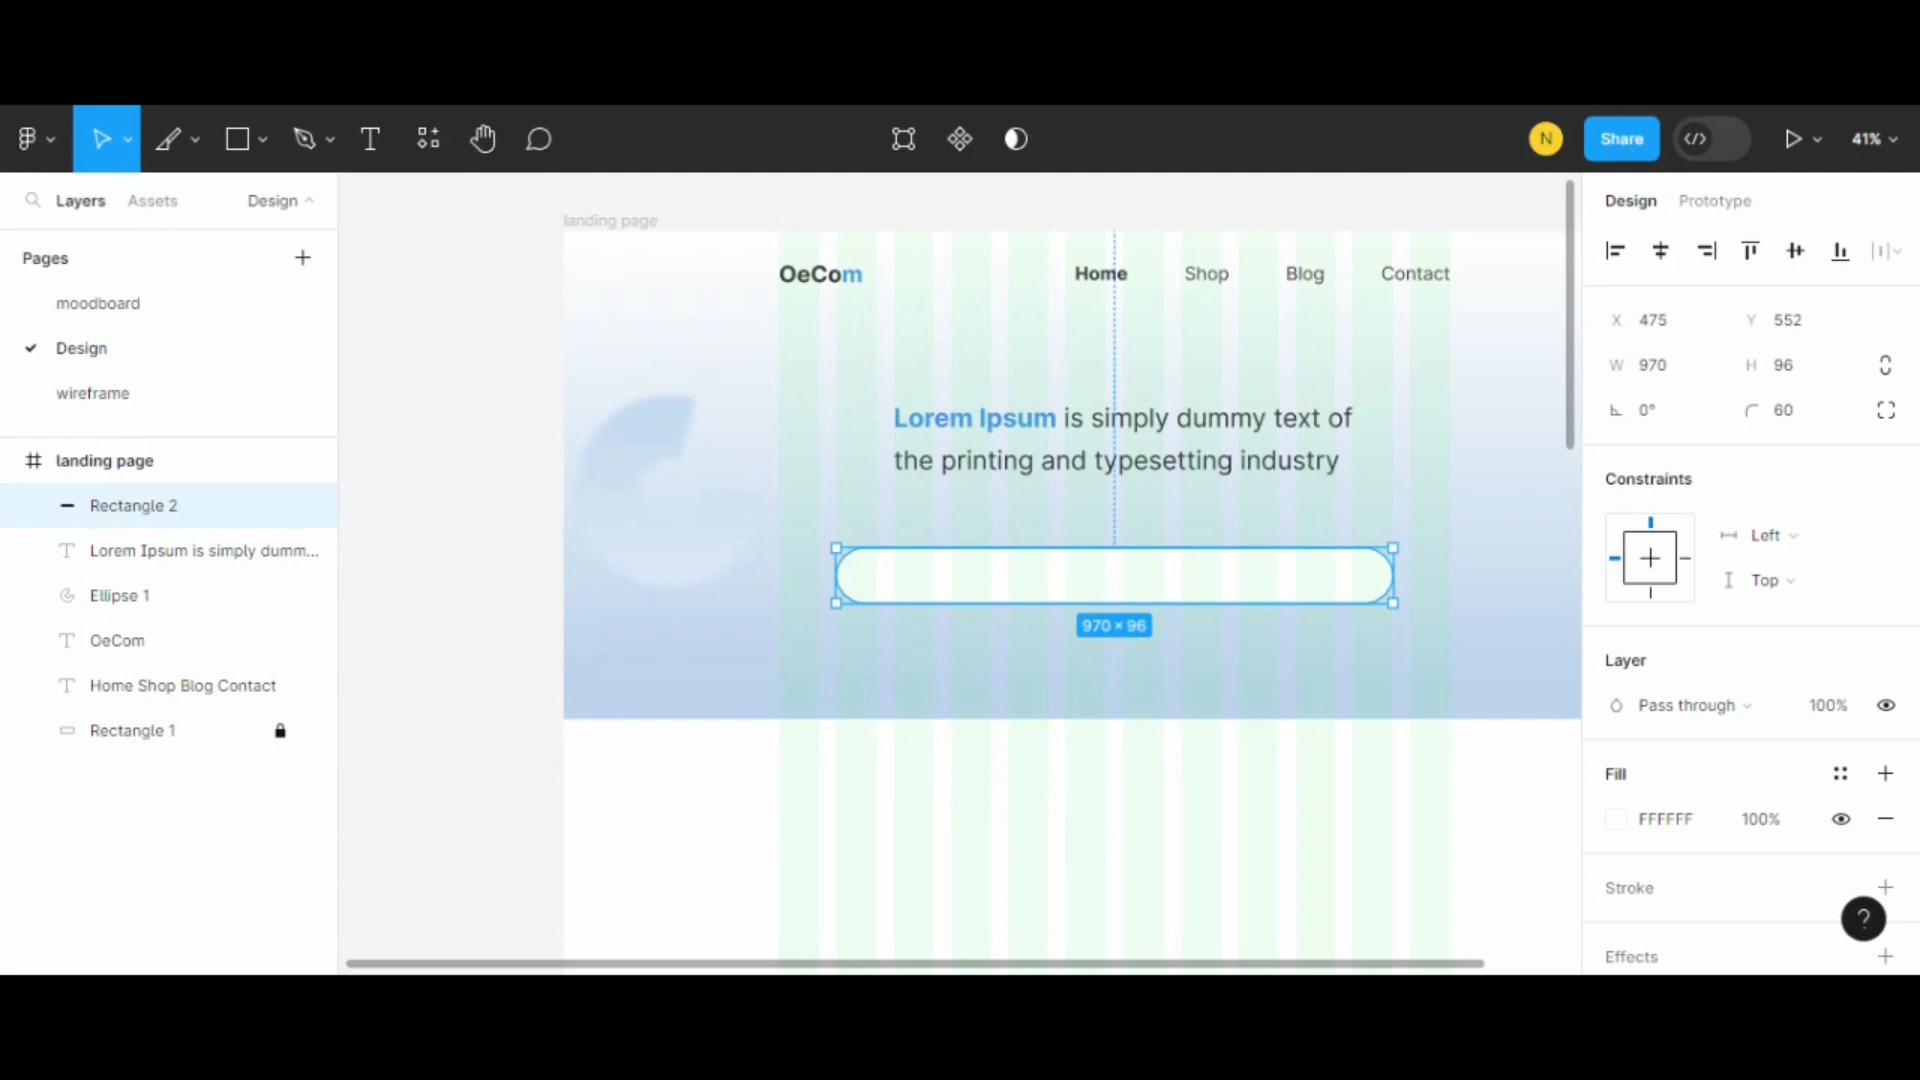 N
Share
41%
Layers
Assets
Design
Pages
moodboard
Design
wireframe
landing page
Rectangle 2
Lorem Ipsum is simply dumm...
Ellipse 1
OeCom
Home Shop Blog Contact
Rectangle 1
landing page
OeCom
Home Shop Blog Contact
Lorem Ipsum is simply dummy text of
the printing and typesetting industry
970 × 96
Design Prototype
X 475 Y 552
W 970 H 96
0° 60
Constraints
Left
Top
Layer
Pass through 100%
Fill
FFFFFF 100%
Stroke
?
Effects